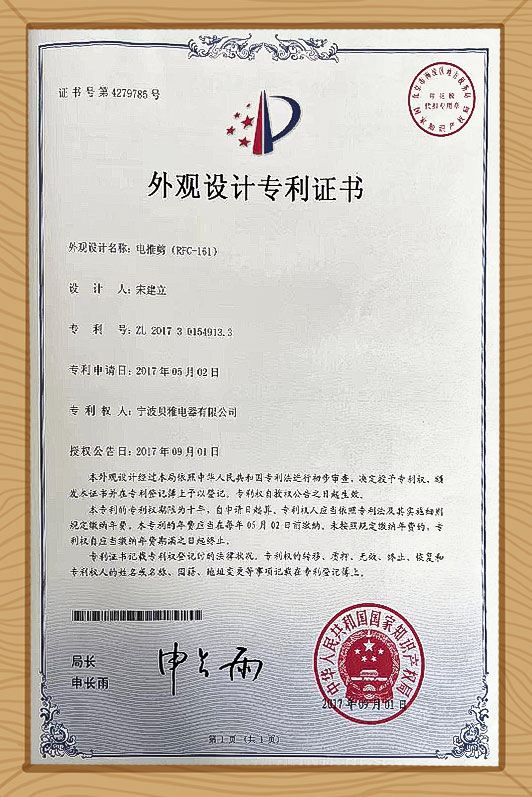 证书号第4279785号
外观设计专利证书
外观设计名称：电推剪（RFC-161）
设 计 人：宋建立
专 利 号：ZL 2017 3 0154913.3
专利申请日：2017年05月02日
专 利 权 人：宁波贝雅电器有限公司
授权公告日：2017年09月01日
本外观设计经过本局依照中华人民共和国专利法进行初步审查，决定授予专利权，颁
发本证书并在专利登记簿上予以登记。专利权自授权公告之日起生效。
本专利的专利权期限为十年，自申请日起算。专利权人应当依照专利法及其实施细则
规定缴纳年费。本专利的年费应当在每年05月02日前缴纳。未按照规定缴纳年费的，专
利权自应当缴纳年费期满之日起终止。
专利证书记载专利权登记时的法律状况。专利权的转移、质押、无效、终止、恢复和
专利权人的姓名或名称、国籍、地址变更等事项记载在专利登记簿上。
局长
申长雨
申长雨
中华人民共和国国家知识产权局
2017年09月01日
第1页（共1页）